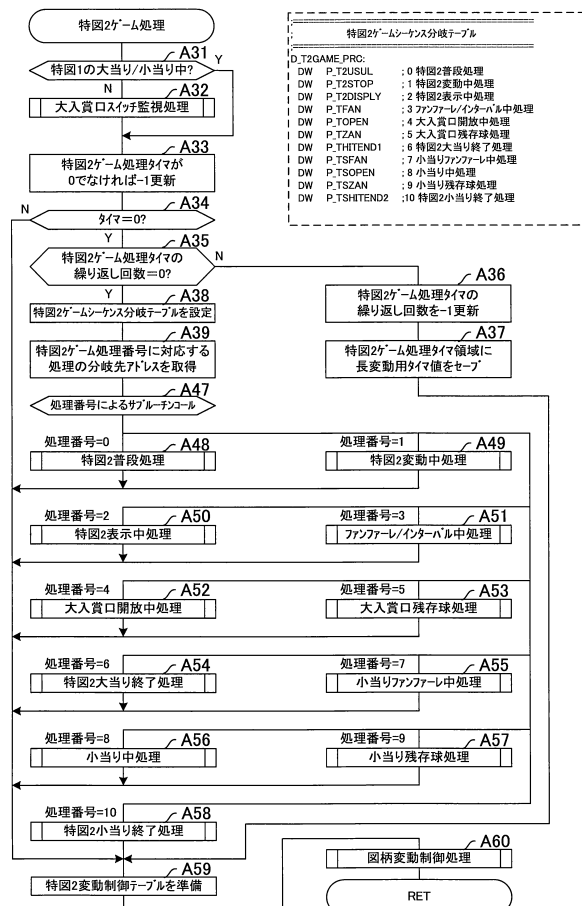 特図2ゲーム処理
A31
特図1の大当り/小当り中?
Y
N
A32
大入賞口スイッチ監視処理
A33
特図2ゲーム処理タイマが
0でなければ-1更新
A34
N
タイマ=0?
Y
A35
特図2ゲーム処理タイマの
繰り返し回数=0?
N
Y
A36
特図2ゲーム処理タイマの
繰り返し回数を-1更新
A38
特図2ゲームシーケンス分岐テーブルを設定
A37
特図2ゲーム処理タイマ領域に
長変動用タイマ値をセーブ
A39
特図2ゲーム処理番号に対応する
処理の分岐先アドレスを取得
A47
処理番号によるサブルーチンコール
処理番号=0
A48
特図2普段処理
処理番号=1
A49
特図2変動中処理
処理番号=2
A50
特図2表示中処理
処理番号=3
A51
ファンファーレ/インターバル中処理
処理番号=4
A52
大入賞口開放中処理
処理番号=5
A53
大入賞口残存球処理
処理番号=6
A54
特図2大当り終了処理
処理番号=7
A55
小当りファンファーレ中処理
処理番号=8
A56
小当り中処理
処理番号=9
A57
小当り残存球処理
処理番号=10
A58
特図2小当り終了処理
A59
特図2変動制御テーブルを準備
A60
図柄変動制御処理
RET
特図2ゲームシーケンス分岐テーブル
D_T2GAME_PRC:
DW P_T2USUL ; 0 特図2普段処理
DW P_T2STOP ; 1 特図2変動中処理
DW P_T2DISPLY ; 2 特図2表示中処理
DW P_TFAN ; 3 ファンファーレ/インターバル中処理
DW P_TOPEN ; 4 大入賞口開放中処理
DW P_TZAN ; 5 大入賞口残存球処理
DW P_THITEND1 ; 6 特図2大当り終了処理
DW P_TSFAN ; 7 小当りファンファーレ中処理
DW P_TSOPEN ; 8 小当り中処理
DW P_TSZAN ; 9 小当り残存球処理
DW P_TSHITEND2 ;10 特図2小当り終了処理